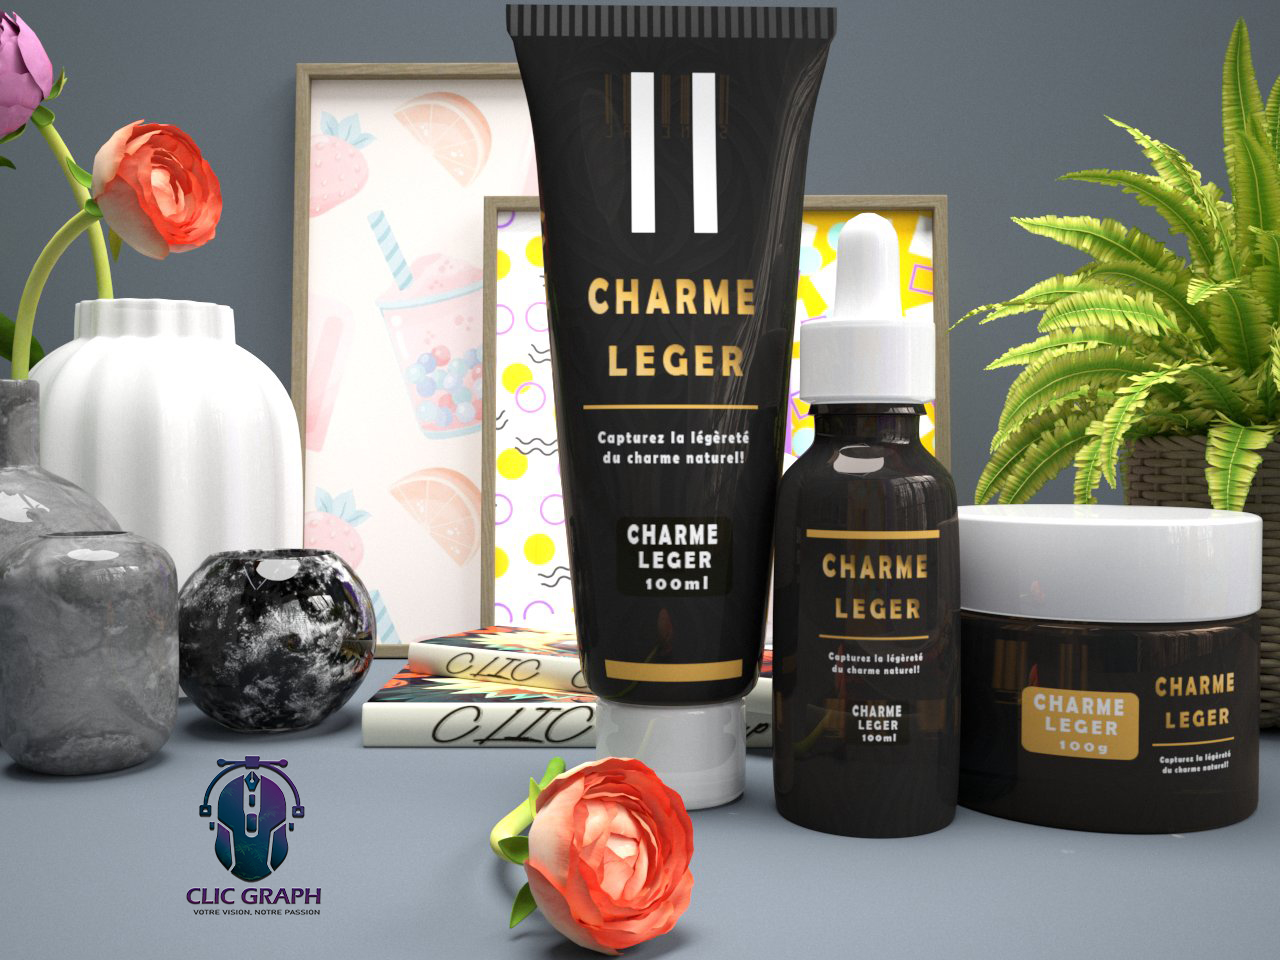 CHARME
LEGER
Capturez la légèreté
du charme naturel!
CHARME
LEGER
100ml
CHARME
LEGER
Capturez la légèreté
du charme naturel!
CHARME
LEGER
100ml
CHARME
LEGER
100g
CHARME
LEGER
Capturez la légèreté
du charme naturel!
CLIC
CLIC
CLIC GRAPH
VOTRE VISION, NOTRE PASSION